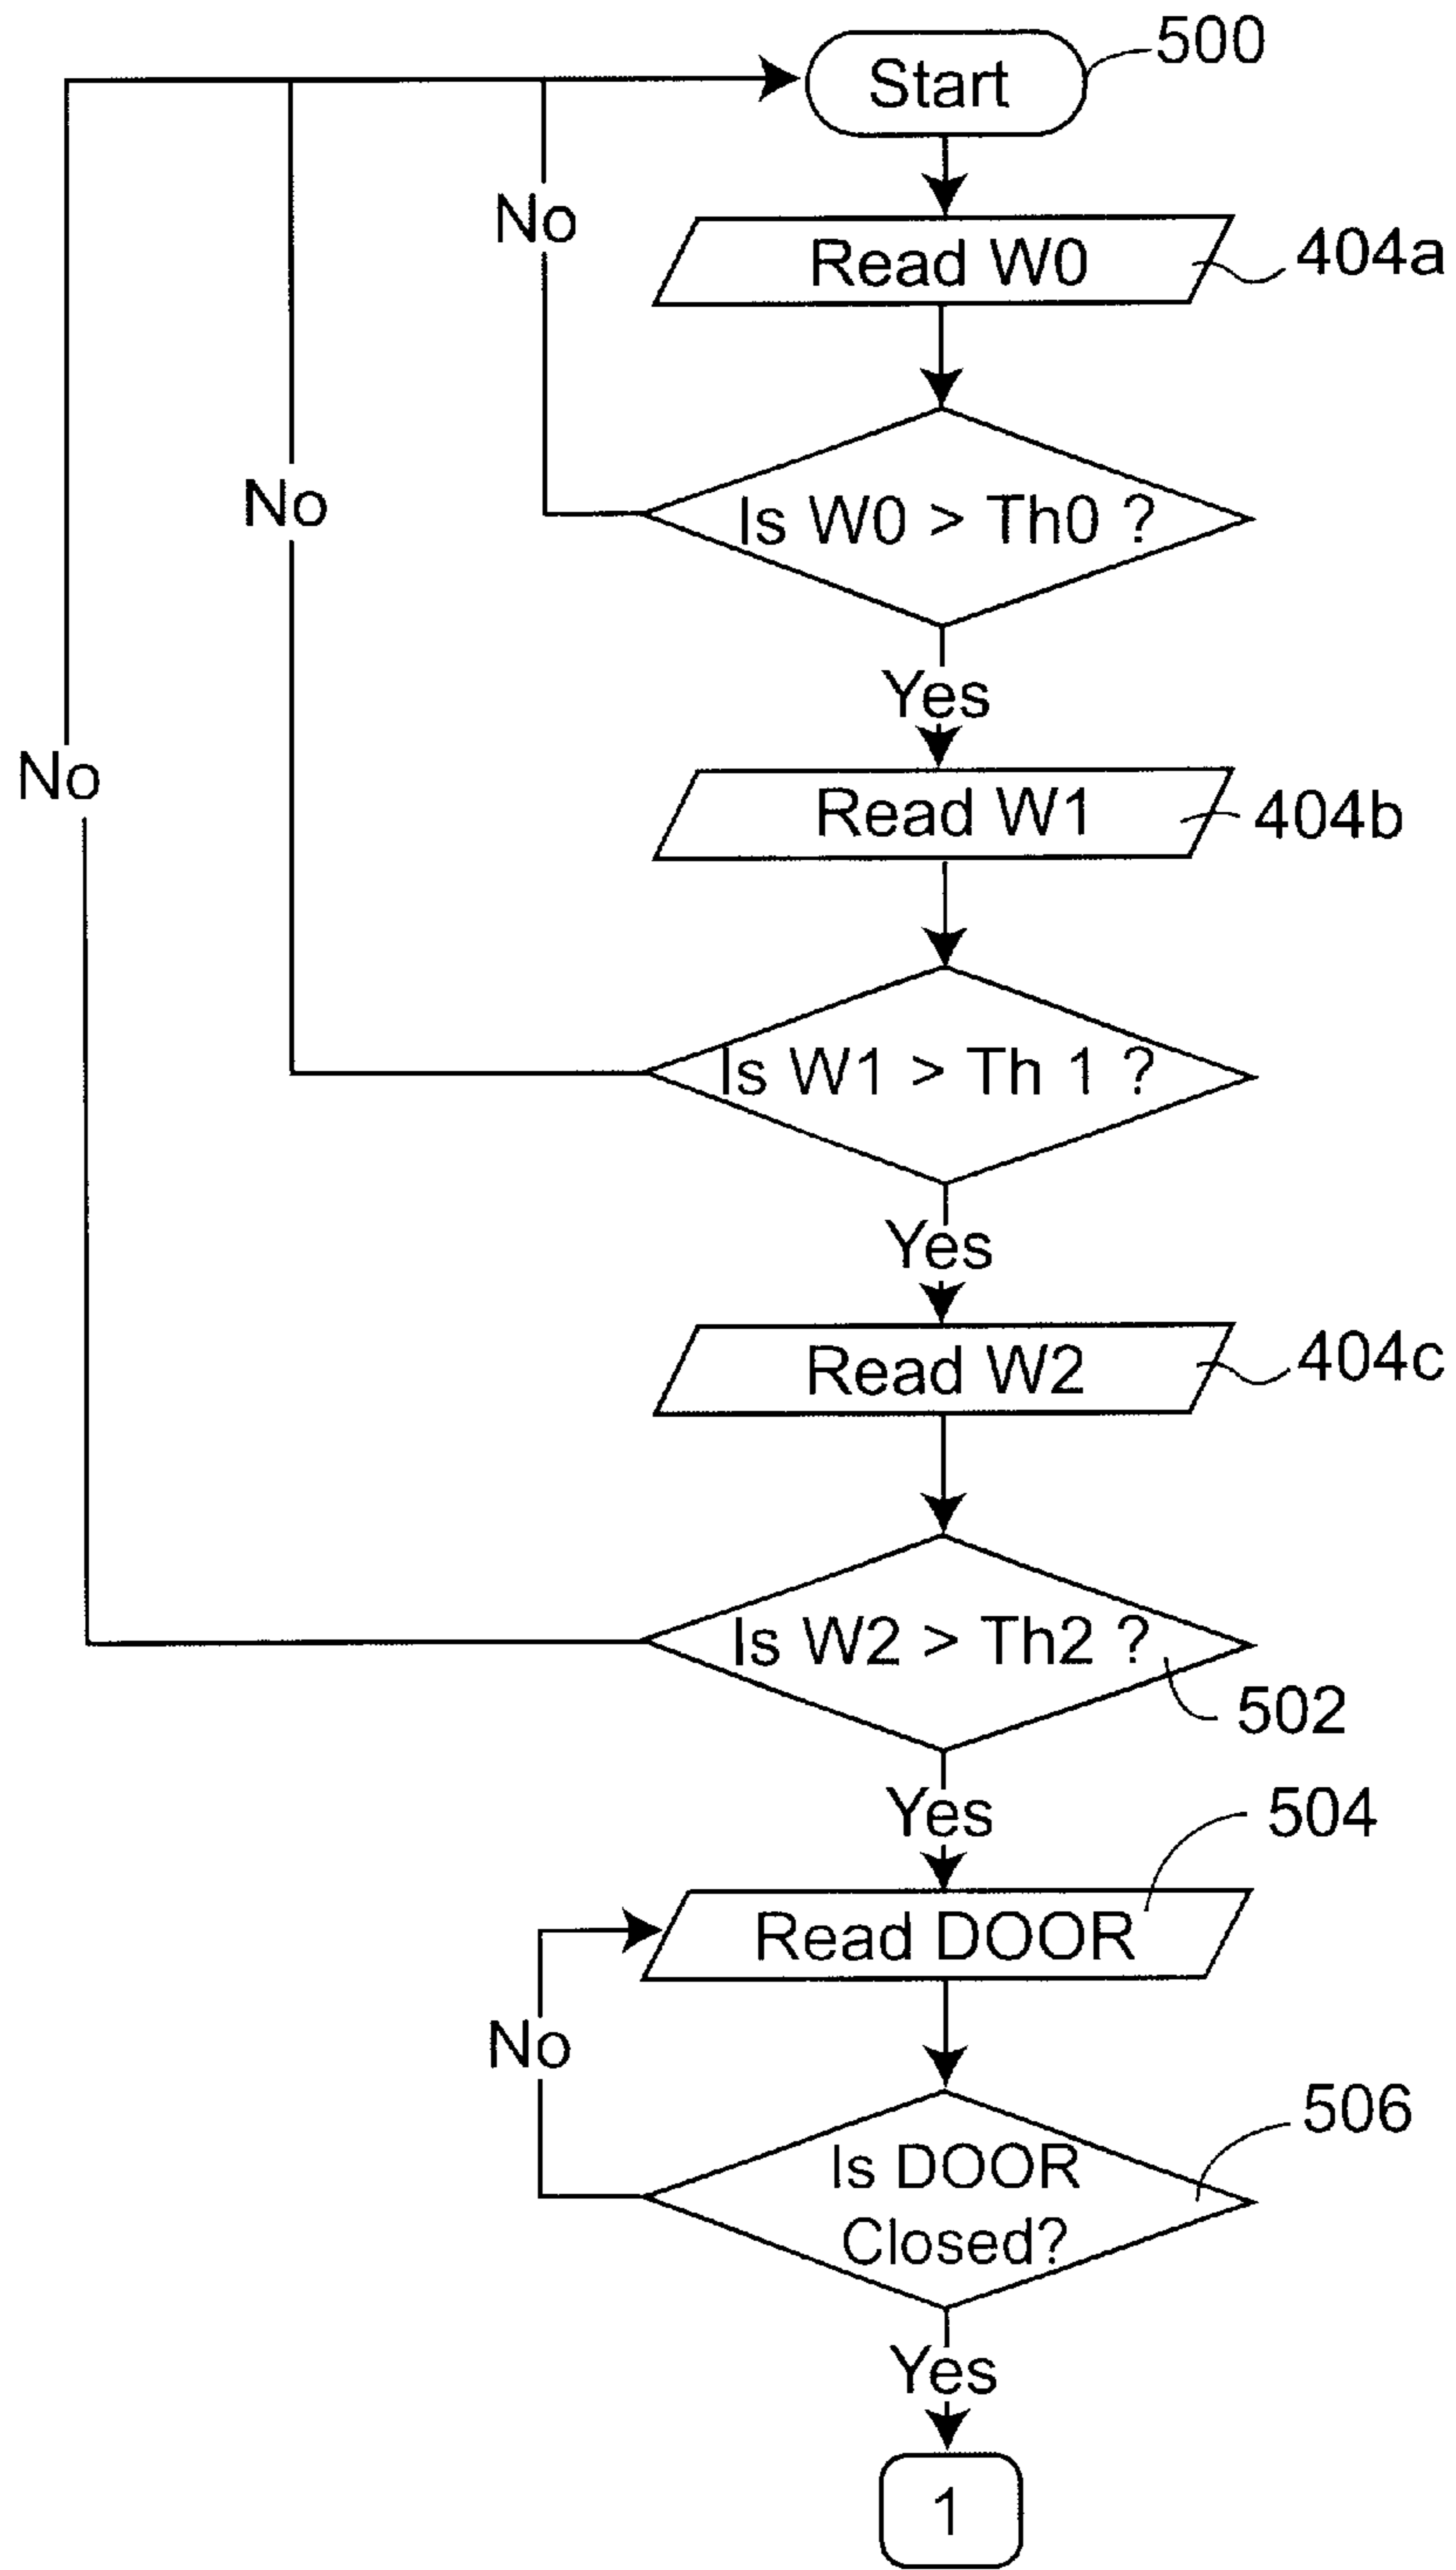 Start
500
No
Read W0
404a
Is W0 > Th0 ?
No
Yes
No
Read W1
404b
Is W1 > Th 1 ?
Yes
Read W2
404c
Is W2 > Th2 ?
502
Yes
504
Read DOOR
No
506
Is DOOR
Closed?
Yes
1